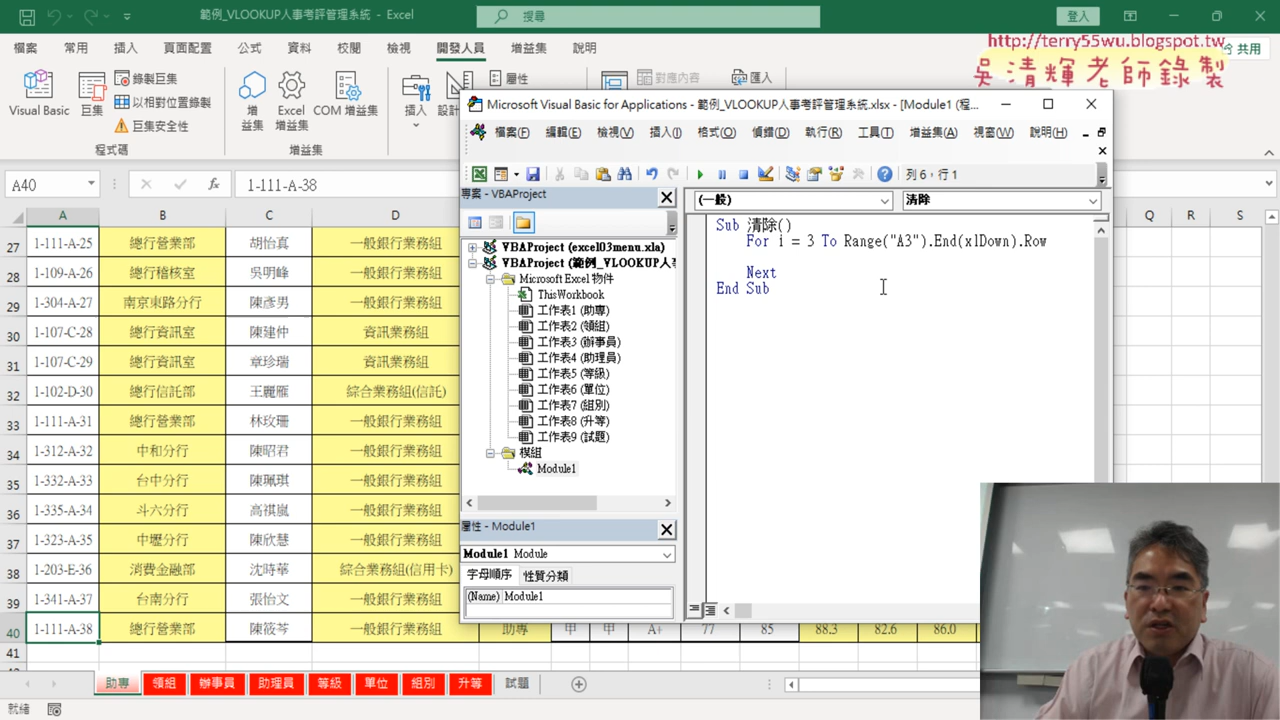 範例_VLOOKUP人事考評管理系統 - Excel
搜尋
登入
檔案 常用 插入 頁面配置 公式 資料 校閱 檢視 開發人員 增益集 說明
共用
http://terry55wu.blogspot.tw
吳清輝老師錄製
Visual Basic 巨集 錄製巨集
以相對位置錄製
巨集安全性
程式碼
增益集
Excel 增益集
COM 增益集
增益集
插入
屬性
對應內容
匯入
A40
fx
1-111-A-38
A B C D Q R S
27 1-111-A-25 總行營業部 胡怡真 一般銀行業務組
28 1-109-A-26 總行稽核室 吳明峰 一般銀行業務組
29 1-304-A-27 南京東路分行 陳彥男 一般銀行業務組
30 1-107-C-28 總行資訊室 陳建仲 資訊業務組
31 1-107-C-29 總行資訊室 章珍瑞 資訊業務組
32 1-102-D-30 總行信託部 王麗雁 綜合業務組(信託)
33 1-111-A-31 總行營業部 林玫珊 一般銀行業務組
34 1-312-A-32 中和分行 陳昭君 一般銀行業務組
35 1-332-A-33 台中分行 陳珮琪 一般銀行業務組
36 1-335-A-34 斗六分行 高祺嵐 一般銀行業務組
37 1-323-A-35 中壢分行 陳欣慧 一般銀行業務組
38 1-203-E-36 消費金融部 沈時華 綜合業務組(信用卡)
39 1-341-A-37 台南分行 張怡文 一般銀行業務組
40 1-111-A-38 總行營業部 陳筱芩 一般銀行業務組 助專 甲 甲 A+ 77 85 88.3 82.6 86.0
41
助專 領組 辦事員 助理員 等級 單位 組別 升等 試題
就緒
Microsoft Visual Basic for Applications - 範例_VLOOKUP人事考評管理系統.xlsx - [Module1 (程...
檔案(F) 編輯(E) 檢視(V) 插入(I) 格式(O) 偵錯(D) 執行(R) 工具(T) 增益集(A) 視窗(W) 說明(H)
列 6，行 1
專案 - VBAProject
VBAProject (excel03menu.xla)
VBAProject (範例_VLOOKUP人
Microsoft Excel 物件
ThisWorkbook
工作表1 (助專)
工作表2 (領組)
工作表3 (辦事員)
工作表4 (助理員)
工作表5 (等級)
工作表6 (單位)
工作表7 (組別)
工作表8 (升等)
工作表9 (試題)
模組
Module1
屬性 - Module1
Module1 Module
字母順序 性質分類
(Name) Module1
(一般) 清除
Sub 清除()
For i = 3 To Range("A3").End(xlDown).Row
Next
End Sub